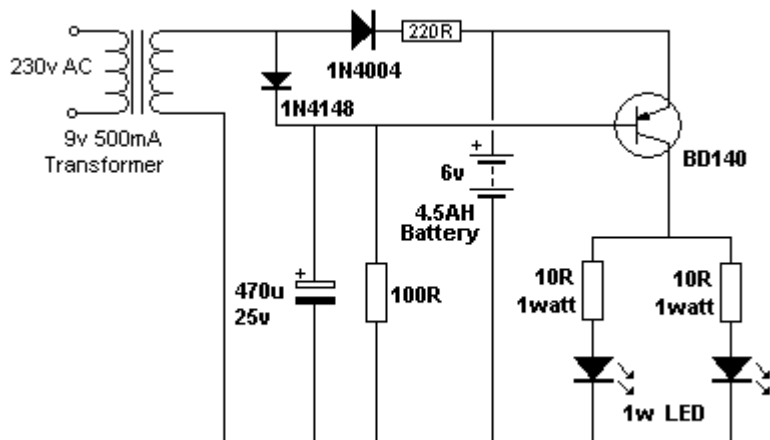 230v AC
9v 500mA
Transformer
1N4004
220R
1N4148
BD140
+
6v
4.5AH
Battery
+
470u
25v
100R
10R
1watt
10R
1watt
1w LED